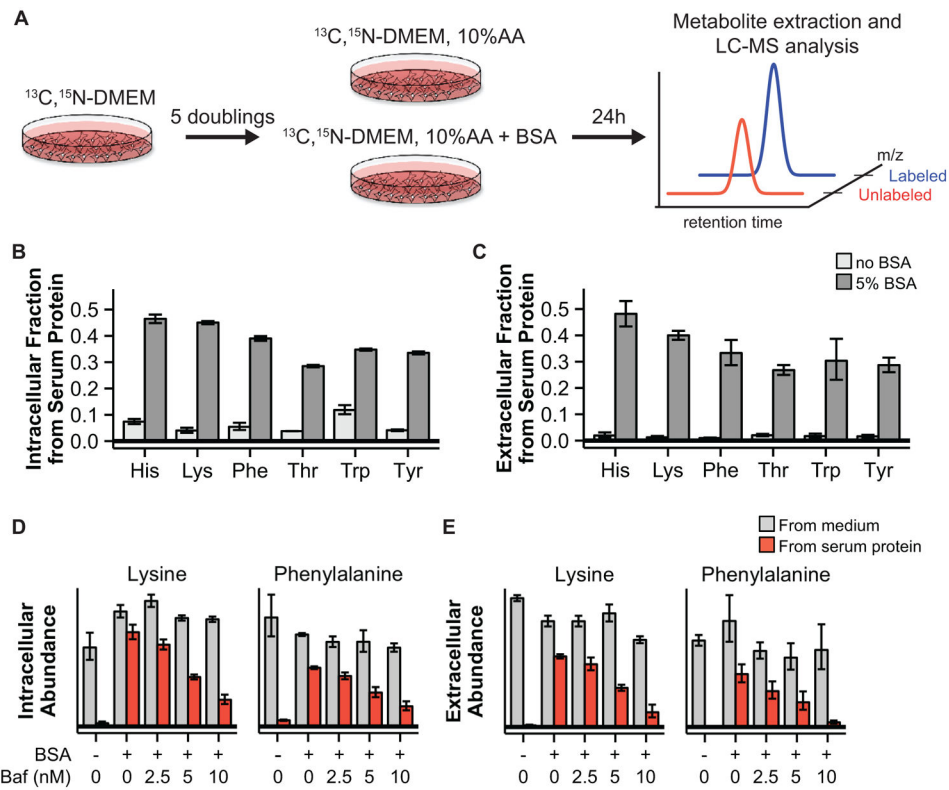 A
¹³C,¹⁵N-DMEM
5 doublings
¹³C,¹⁵N-DMEM, 10%AA
¹³C,¹⁵N-DMEM, 10%AA + BSA
24h
Metabolite extraction and
LC-MS analysis
m/z
Labeled
Unlabeled
retention time
B
Intracellular Fraction
from Serum Protein
0.5
0.4
0.3
0.2
0.1
0.0
His Lys Phe Thr Trp Tyr
C
no BSA
5% BSA
Extracellular Fraction
from Serum Protein
0.5
0.4
0.3
0.2
0.1
0.0
His Lys Phe Thr Trp Tyr
D
Intracellular
Abundance
Lysine
Phenylalanine
BSA - + + + + - + + + +
Baf (nM) 0 0 2.5 5 10 0 0 2.5 5 10
E
From medium
From serum protein
Extracellular
Abundance
Lysine
Phenylalanine
- + + + + - + + + +
0 0 2.5 5 10 0 0 2.5 5 10